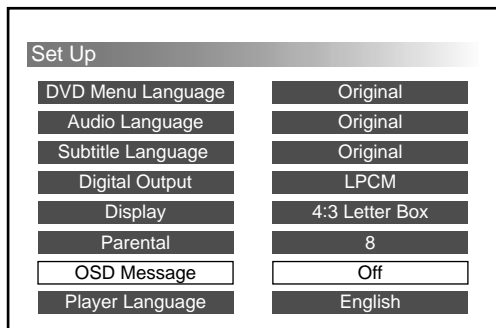 Set Up
DVD Menu Language Original
Audio Language Original
Subtitle Language Original
Digital Output LPCM
Display 4:3 Letter Box
Parental 8
OSD Message Off
Player Language English